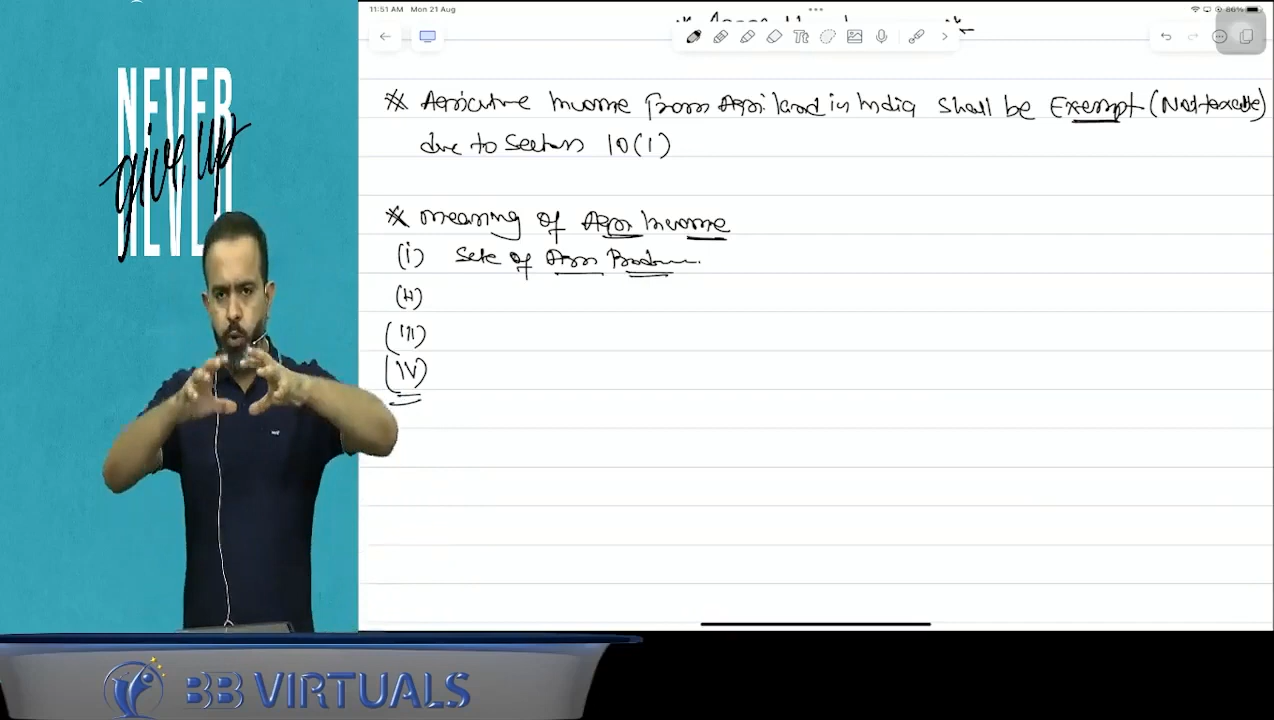 11:51 AM Mon 21 Aug
86%
NEVER
give up
NEVER
* Agriculture Income from Agri land in India shall be Exempt (Not taxable)
due to Section 10(1)
* meaning of Agri Income
(i) Sale of Agri Produce
(ii)
(iii)
(iv)
BB VIRTUALS